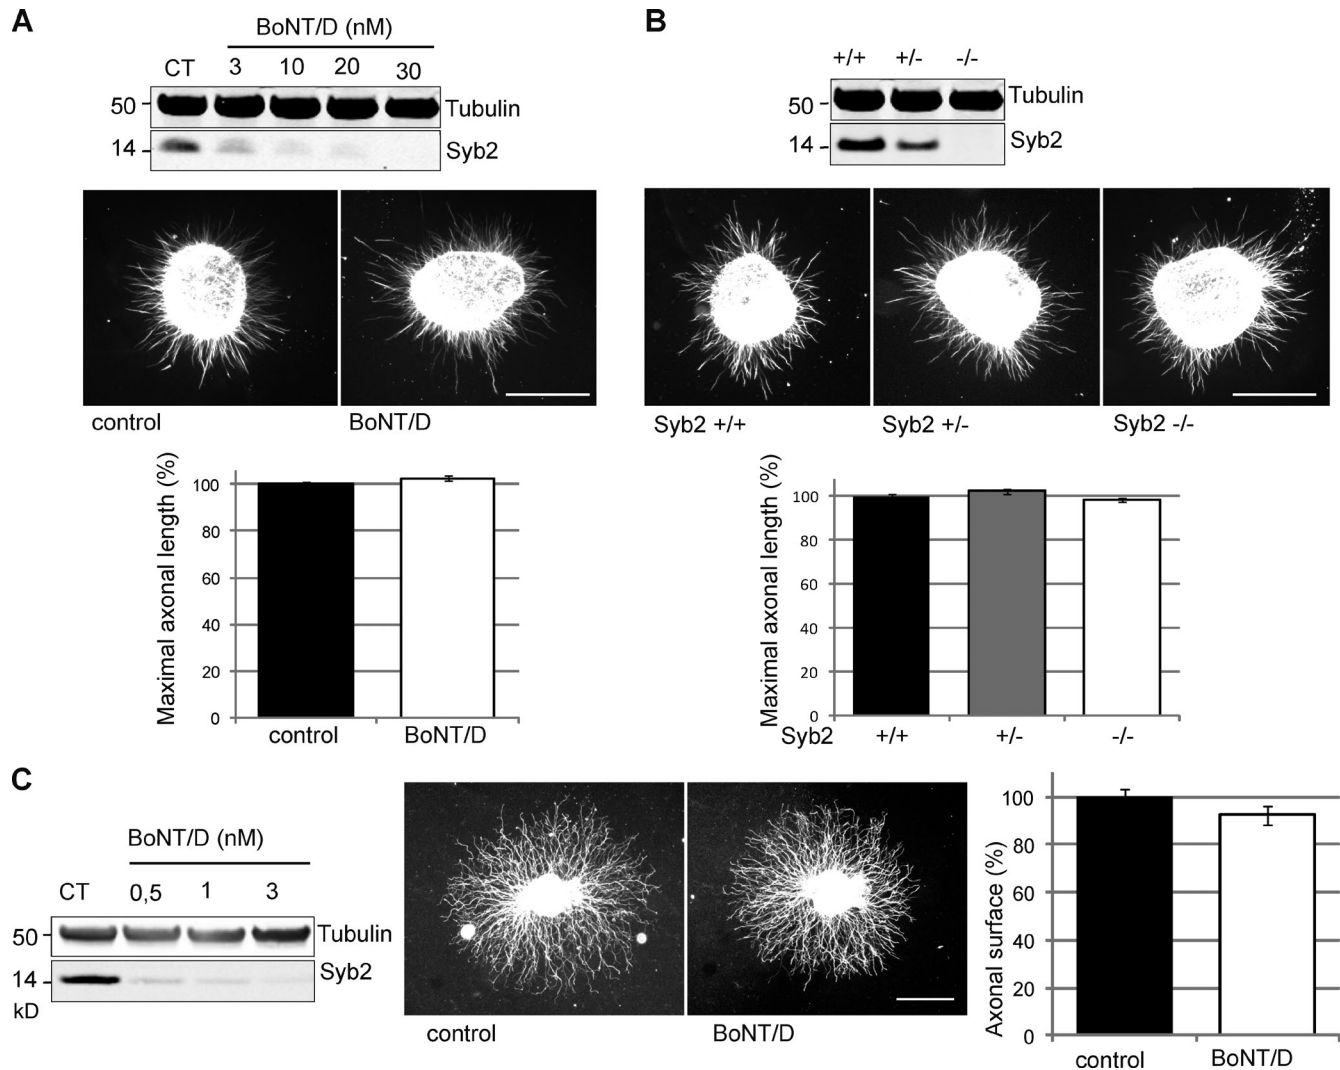 A
BoNT/D (nM)
CT 3 10 20 30
50 Tubulin
14 Syb2
control BoNT/D
Maximal axonal length (%)
100
80
60
40
20
0
control BoNT/D
B
+/+ +/- -/-
50 Tubulin
14 Syb2
Syb2 +/+ Syb2 +/- Syb2 -/-
Maximal axonal length (%)
100
80
60
40
20
0
Syb2 +/+ +/- -/-
C
BoNT/D (nM)
CT 0,5 1 3
50 Tubulin
14 Syb2
kD
control BoNT/D
Axonal surface (%)
100
80
60
40
20
0
control BoNT/D